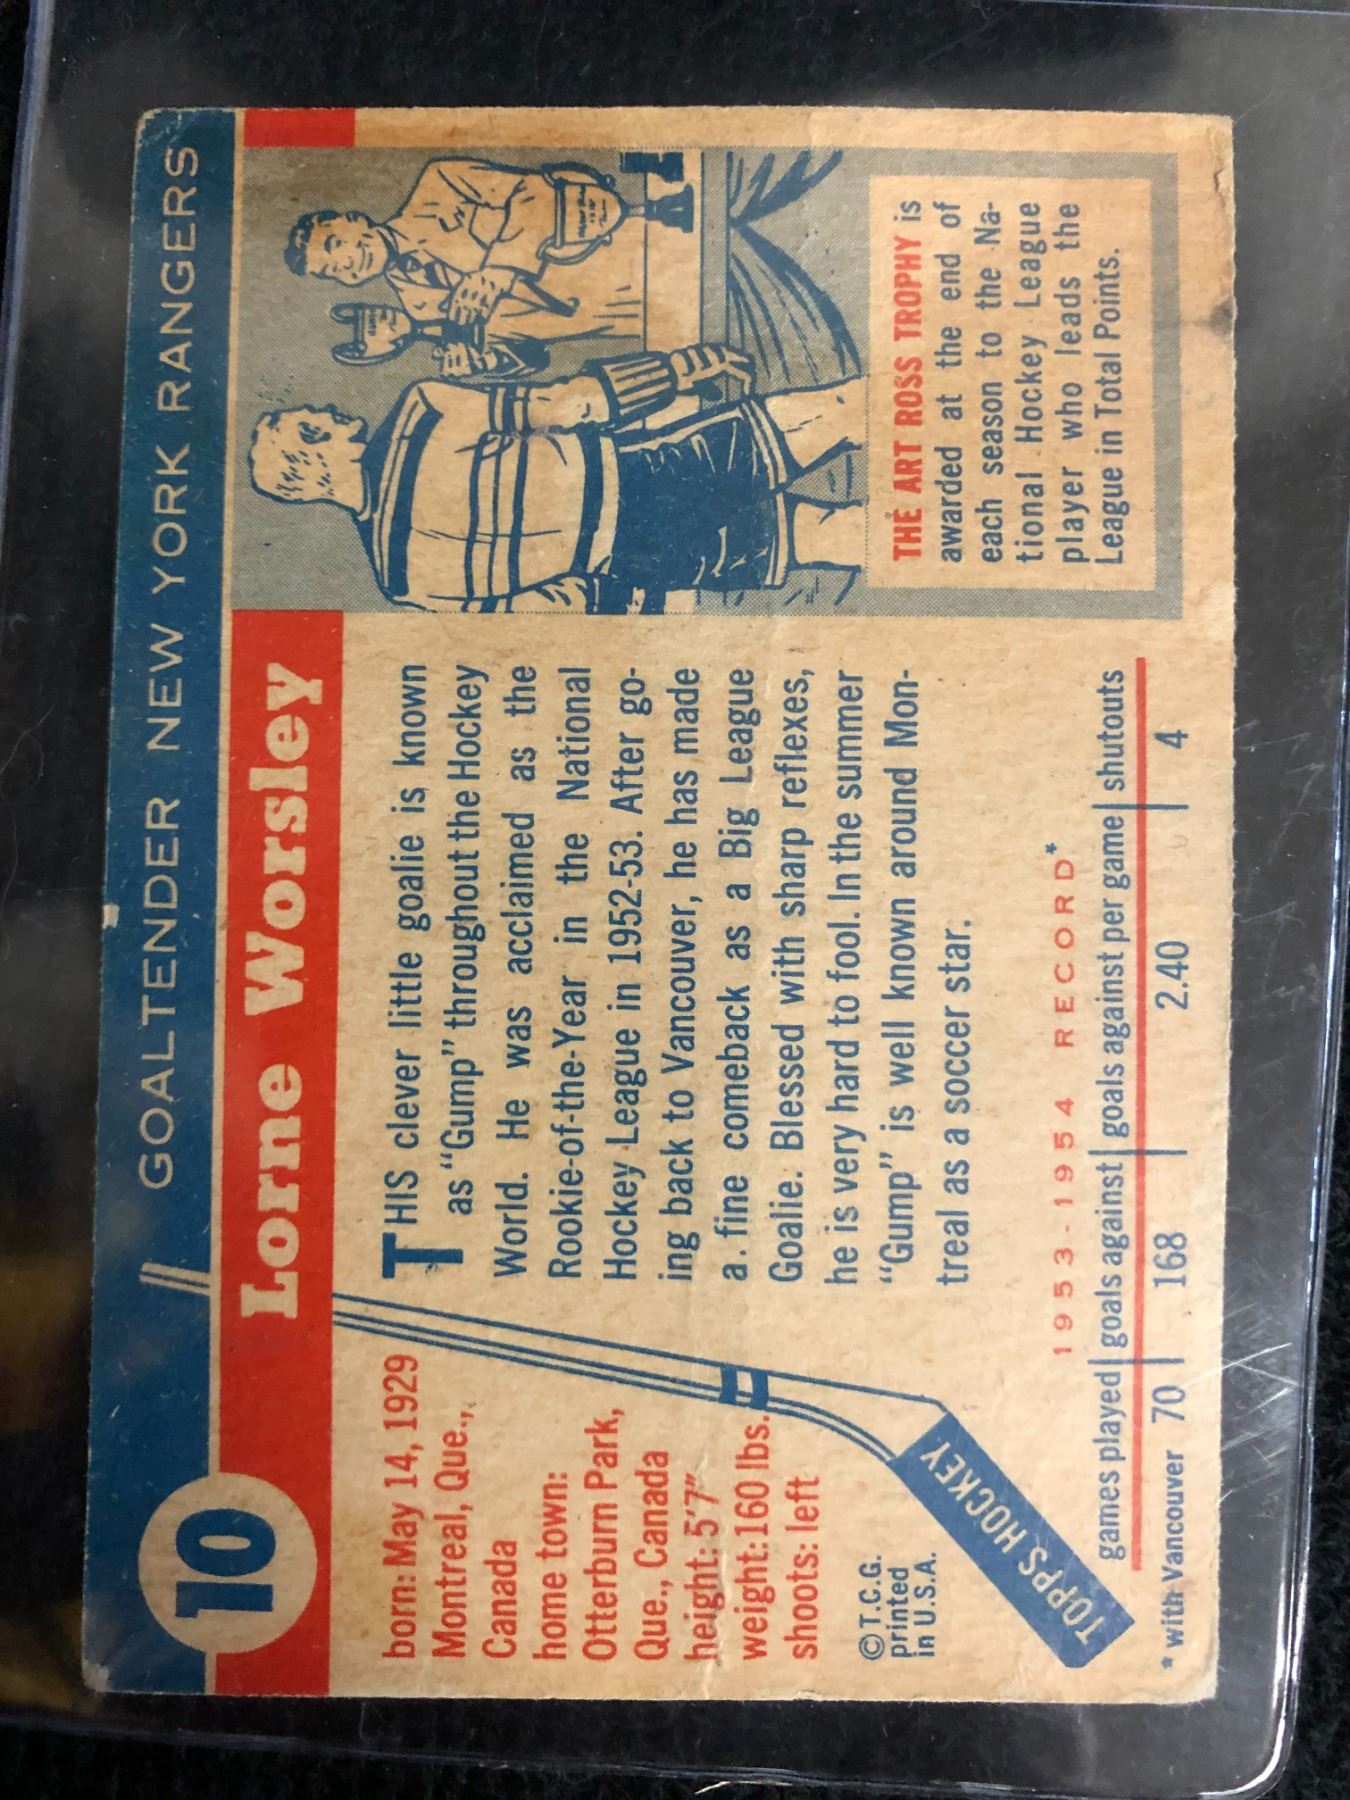 10
GOALTENDER NEW YORK RANGERS
Lorne Worsley
born: May 14, 1929
Montreal, Que.,
Canada
home town:
Otterburn Park,
Que., Canada
height: 5'7"
weight: 160 lbs.
shoots: left
© T.C.G.
printed
in U.S.A.
TOPPS HOCKEY
THIS clever little goalie is known
as "Gump" throughout the Hockey
World. He was acclaimed as the
Rookie-of-the-Year in the National
Hockey League in 1952-53. After go-
ing back to Vancouver, he has made
a fine comeback as a Big League
Goalie. Blessed with sharp reflexes,
he is very hard to fool. In the summer
"Gump" is well known around Mon-
treal as a soccer star.
THE ART ROSS TROPHY is
awarded at the end of
each season to the Na-
tional Hockey League
player who leads the
League in Total Points.
1953-1954 RECORD*
games played goals against goals against per game shutouts
*with Vancouver 70 168 2.40 4